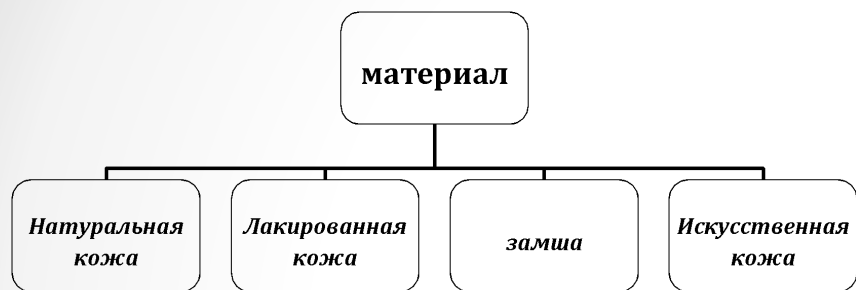 материал
Натуральная
кожа
Лакированная
кожа
замша
Искусственная
кожа